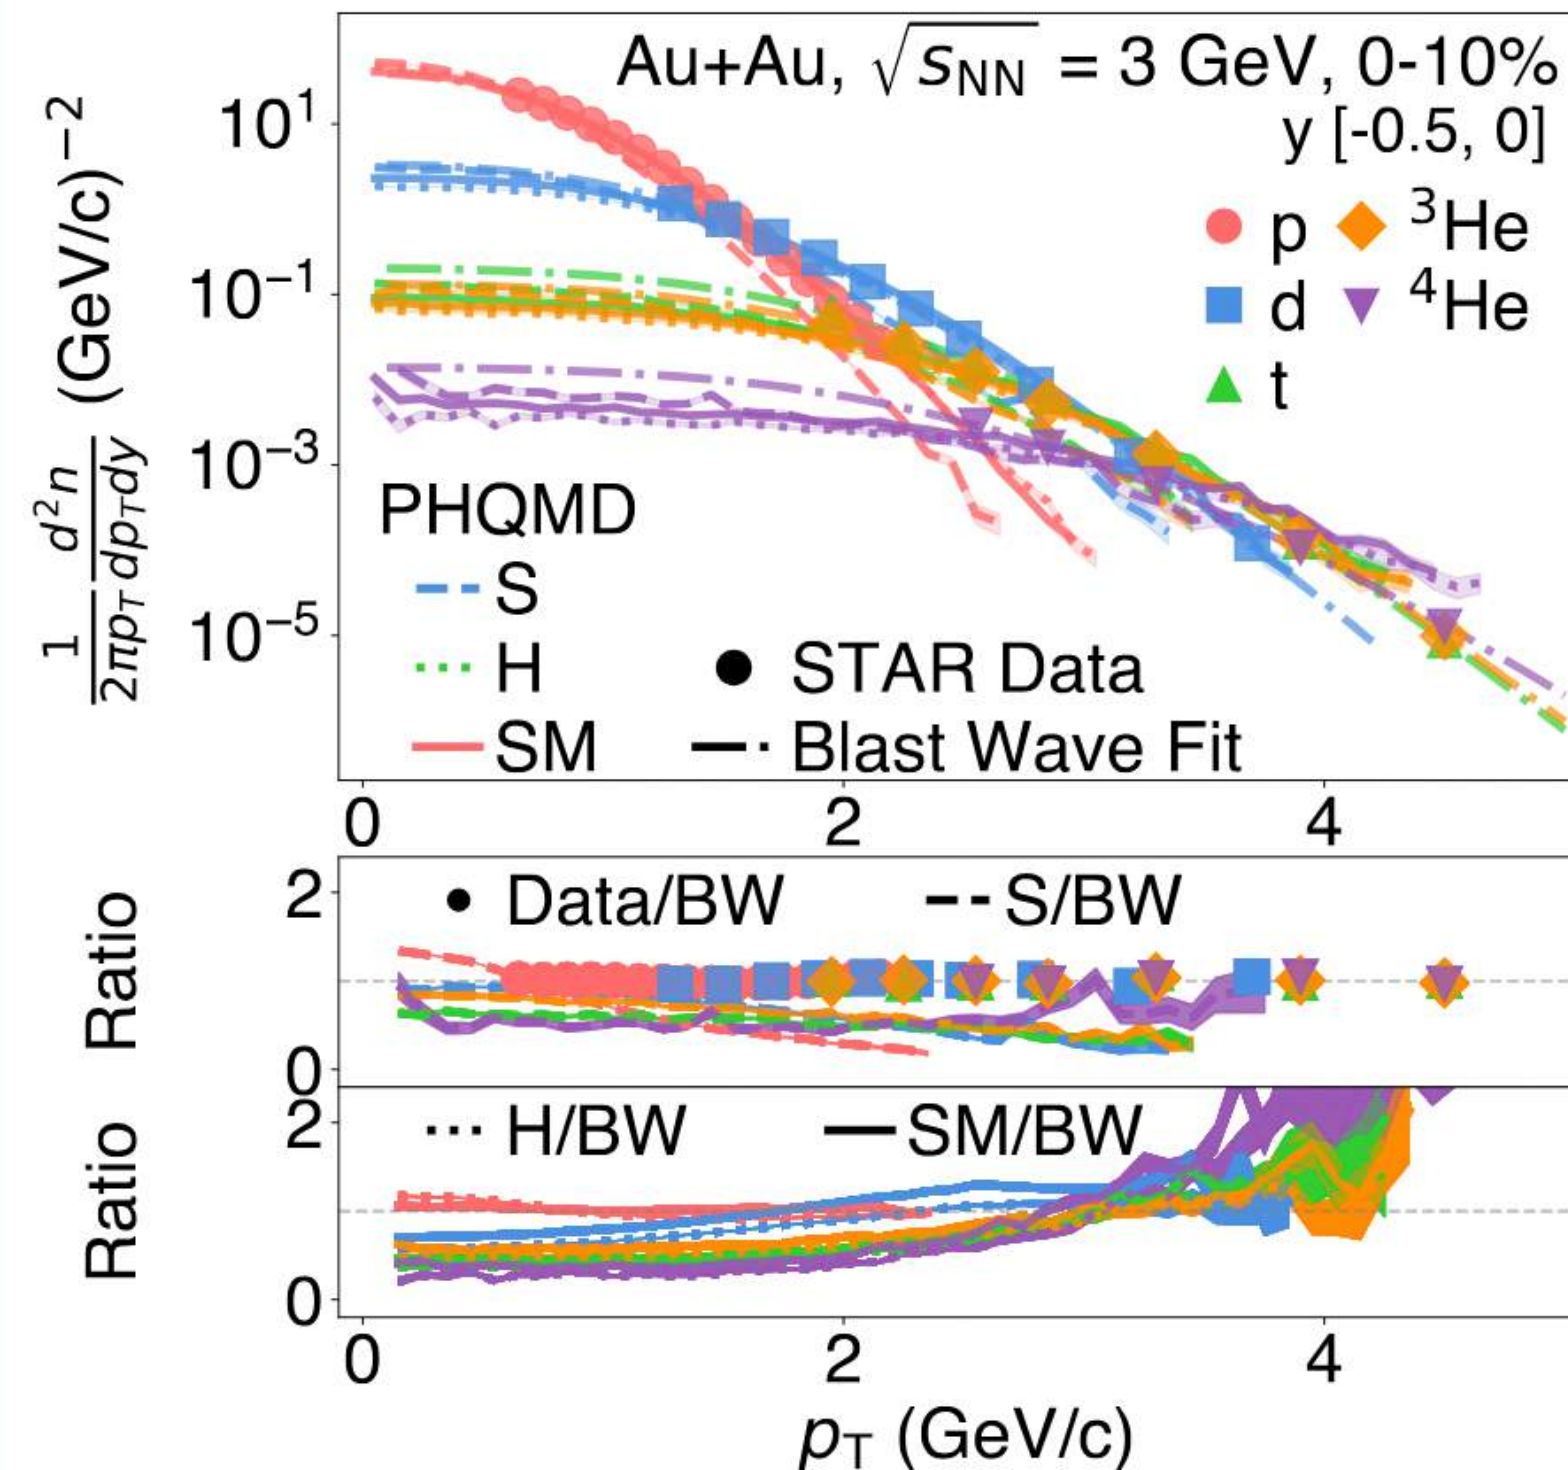 Au+Au, √sNN = 3 GeV, 0-10%
y [-0.5, 0]
p ³He
d ⁴He
t
PHQMD
S
H
SM
STAR Data
Blast Wave Fit
1/(2πpT) d²n/(dpTdy) (GeV/c)⁻²
10¹
10⁻¹
10⁻³
10⁻⁵
0 2 4
Data/BW S/BW
Ratio
2
0
H/BW SM/BW
Ratio
2
0
0 2 4
pT (GeV/c)